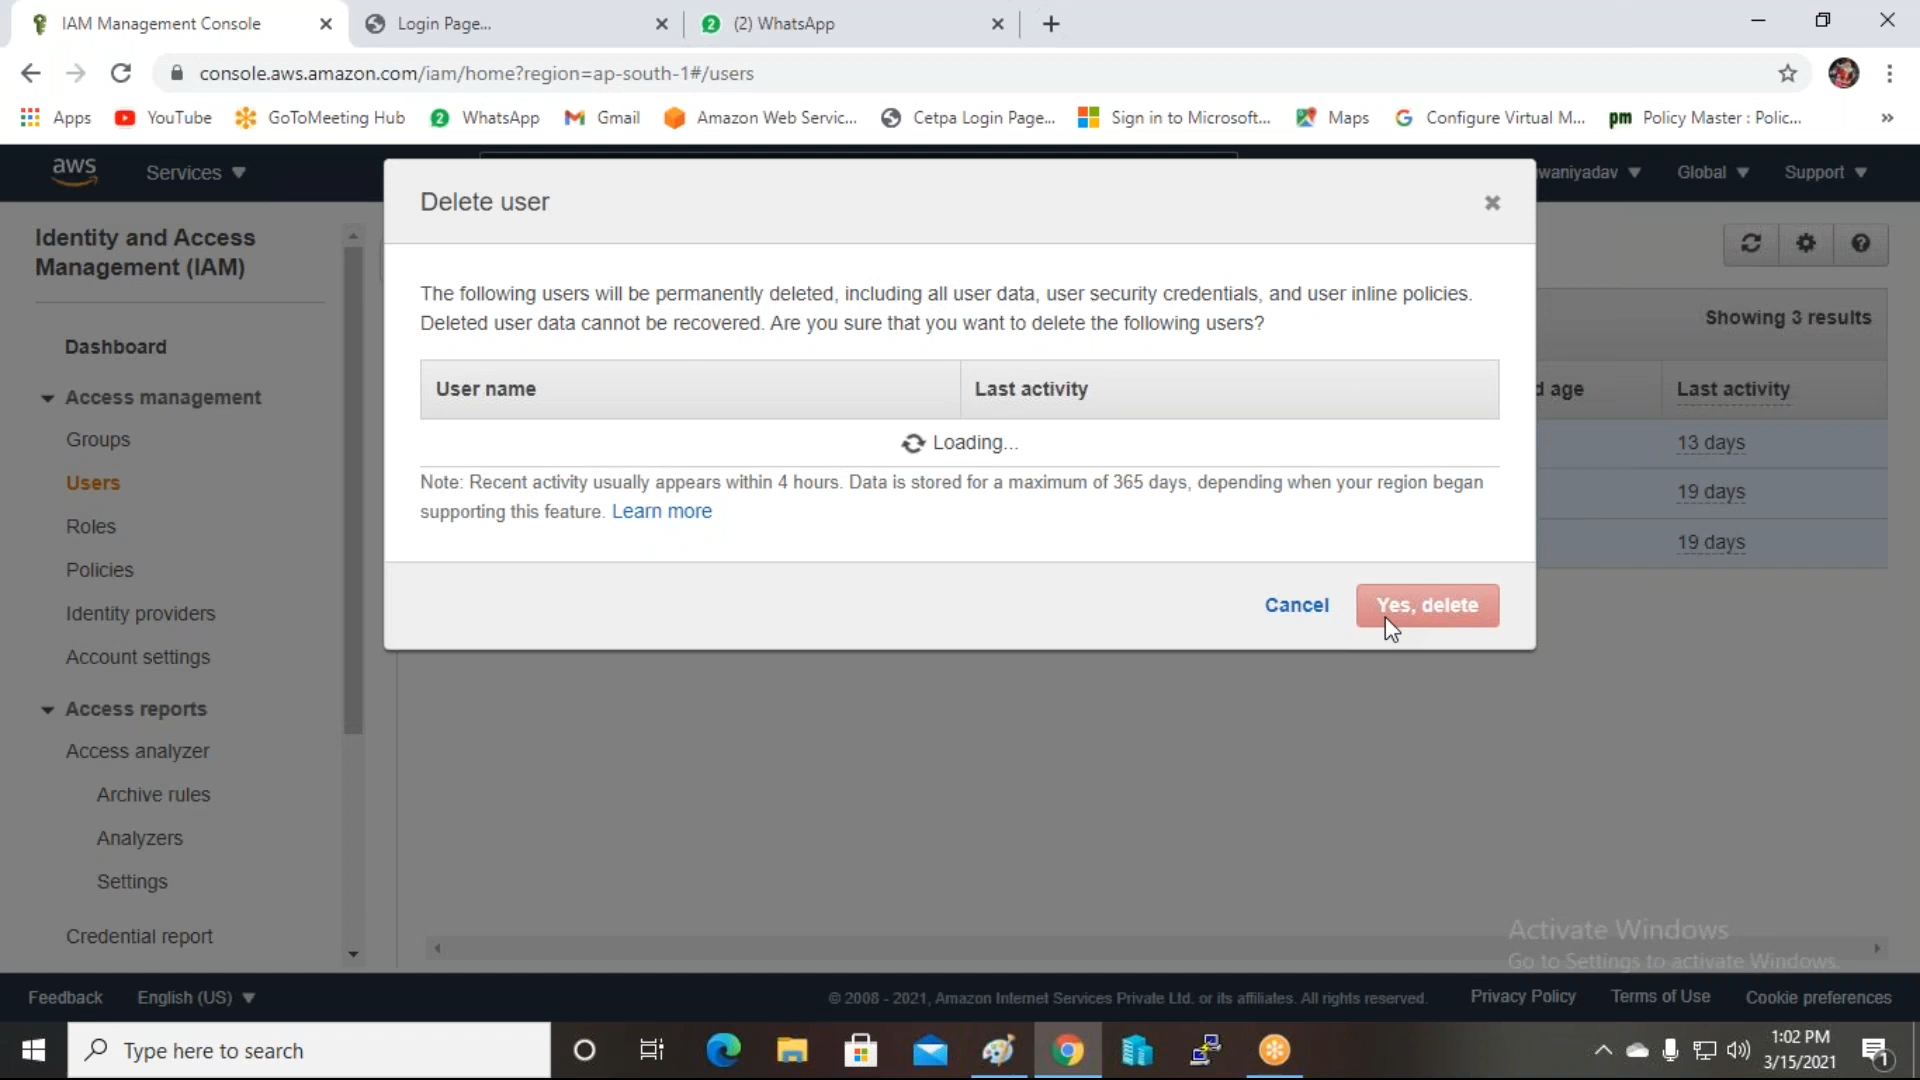 IAM Management Console
Login Page...
2
(2) WhatsApp
console.aws.amazon.com/iam/home?region=ap-south-1#/users
Apps
YouTube
GoToMeeting Hub
2
WhatsApp
Gmail
Amazon Web Servic...
Cetpa Login Page...
Sign in to Microsoft...
Maps
Configure Virtual M...
pm
Policy Master : Polic...
»
aws
Services
waniyadav
Global
Support
Delete user
Identity and Access
Management (IAM)
The following users will be permanently deleted, including all user data, user security credentials, and user inline policies.
Deleted user data cannot be recovered. Are you sure that you want to delete the following users?
Showing 3 results
Dashboard
User name
Last activity
d age
Last activity
Access management
Groups
Loading...
13 days
Users
Note: Recent activity usually appears within 4 hours. Data is stored for a maximum of 365 days, depending when your region began
supporting this feature. Learn more
19 days
Roles
19 days
Policies
Identity providers
Cancel
Yes, delete
Account settings
Access reports
Access analyzer
Archive rules
Analyzers
Settings
Credential report
Activate Windows
Go to Settings to activate Windows.
Feedback
English (US)
© 2008 - 2021, Amazon Internet Services Private Ltd. or its affiliates. All rights reserved.
Privacy Policy
Terms of Use
Cookie preferences
Type here to search
1:02 PM
3/15/2021
1